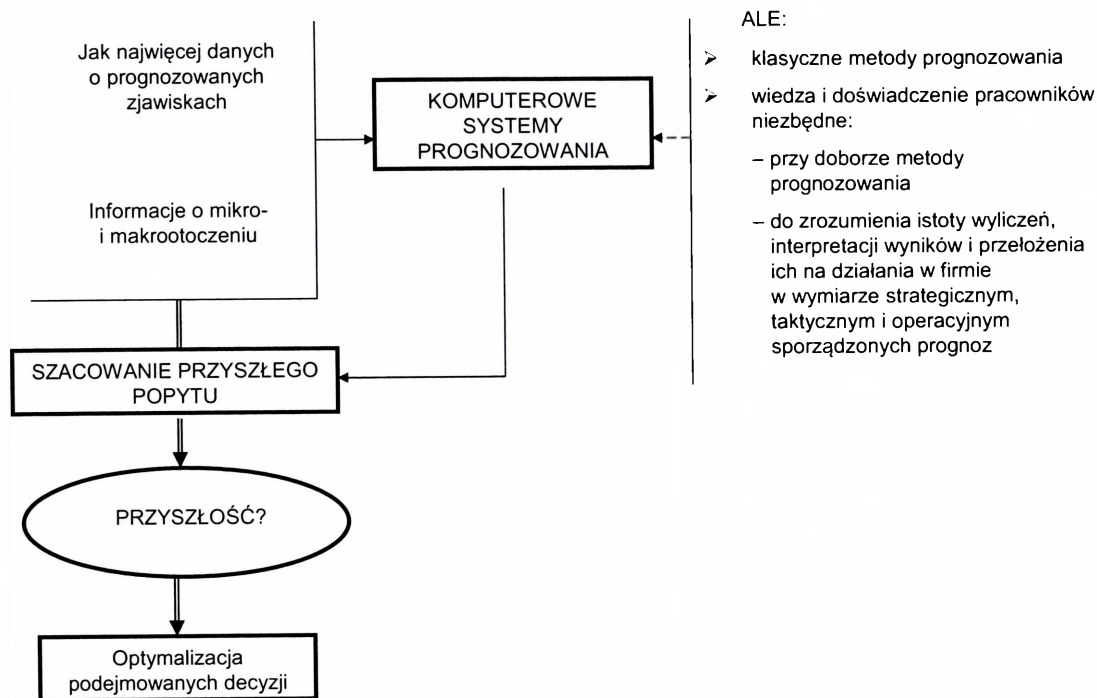 Jak najwięcej danych
o prognozowanych
zjawiskach
Informacje o mikro-
i makrootoczeniu
KOMPUTEROWE
SYSTEMY
PROGNOZOWANIA
ALE:
➢ klasyczne metody prognozowania
➢ wiedza i doświadczenie pracowników
niezbędne:
– przy doborze metody
prognozowania
– do zrozumienia istoty wyliczeń,
interpretacji wyników i przełożenia
ich na działania w firmie
w wymiarze strategicznym,
taktycznym i operacyjnym
sporządzonych prognoz
SZACOWANIE PRZYSZŁEGO
POPYTU
PRZYSZŁOŚĆ?
Optymalizacja
podejmowanych decyzji